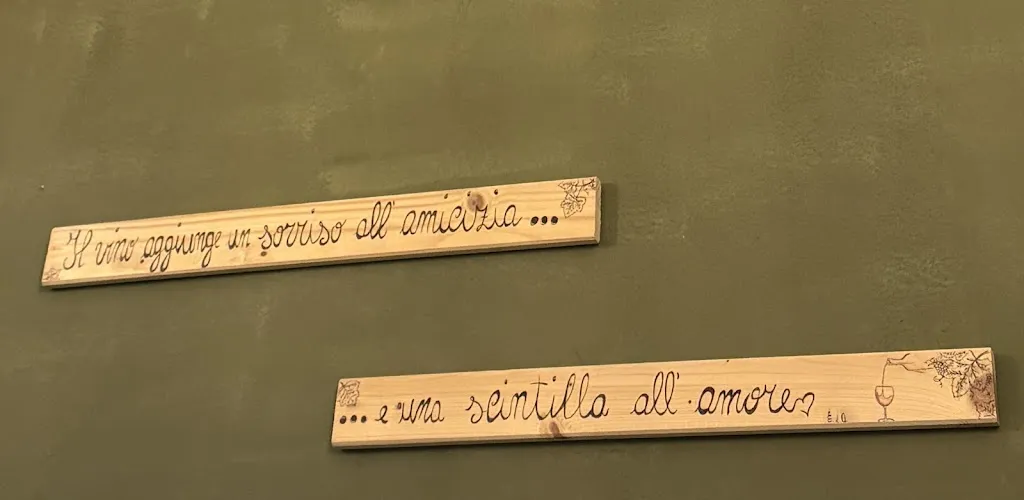 Il vino aggiunge un sorriso all'amicizia ...
... e una scintilla all'amore